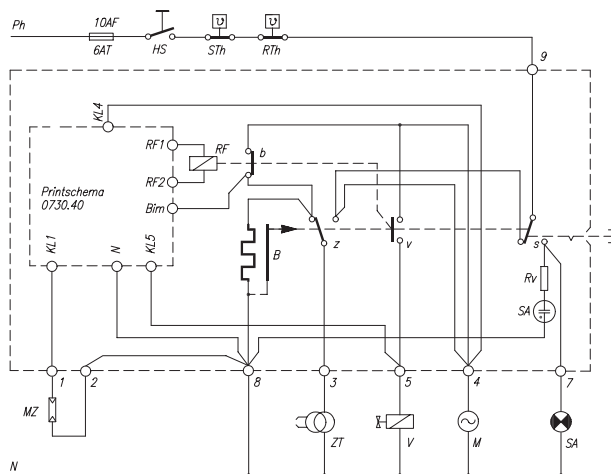 Ph
10AF
6AT
HS
STh
RTh
9
KL4
RF1
RF
b
RF2
Printschema
0730.40
Bim
KL1
N
KL5
B
z
v
s
Rv
SA
1
2
8
3
5
4
7
MZ
ZT
V
M
SA
N